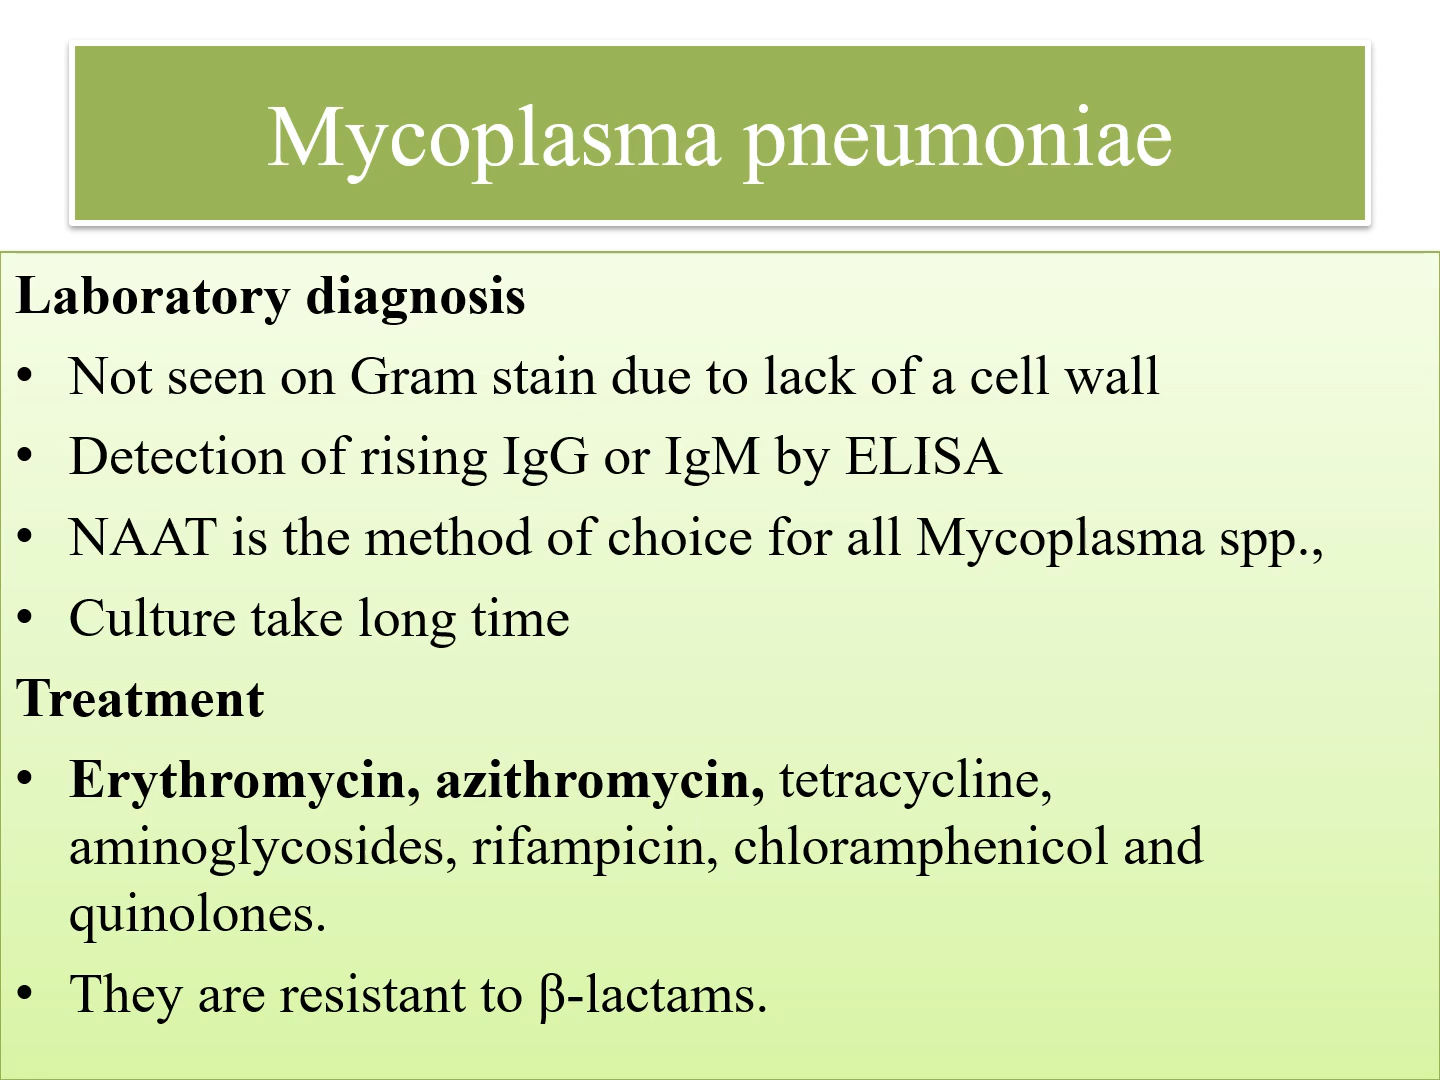 Mycoplasma pneumoniae
Laboratory diagnosis
• Not seen on Gram stain due to lack of a cell wall
• Detection of rising IgG or IgM by ELISA
• NAAT is the method of choice for all Mycoplasma spp.,
• Culture take long time
Treatment
• Erythromycin, azithromycin, tetracycline,
aminoglycosides, rifampicin, chloramphenicol and
quinolones.
• They are resistant to β-lactams.